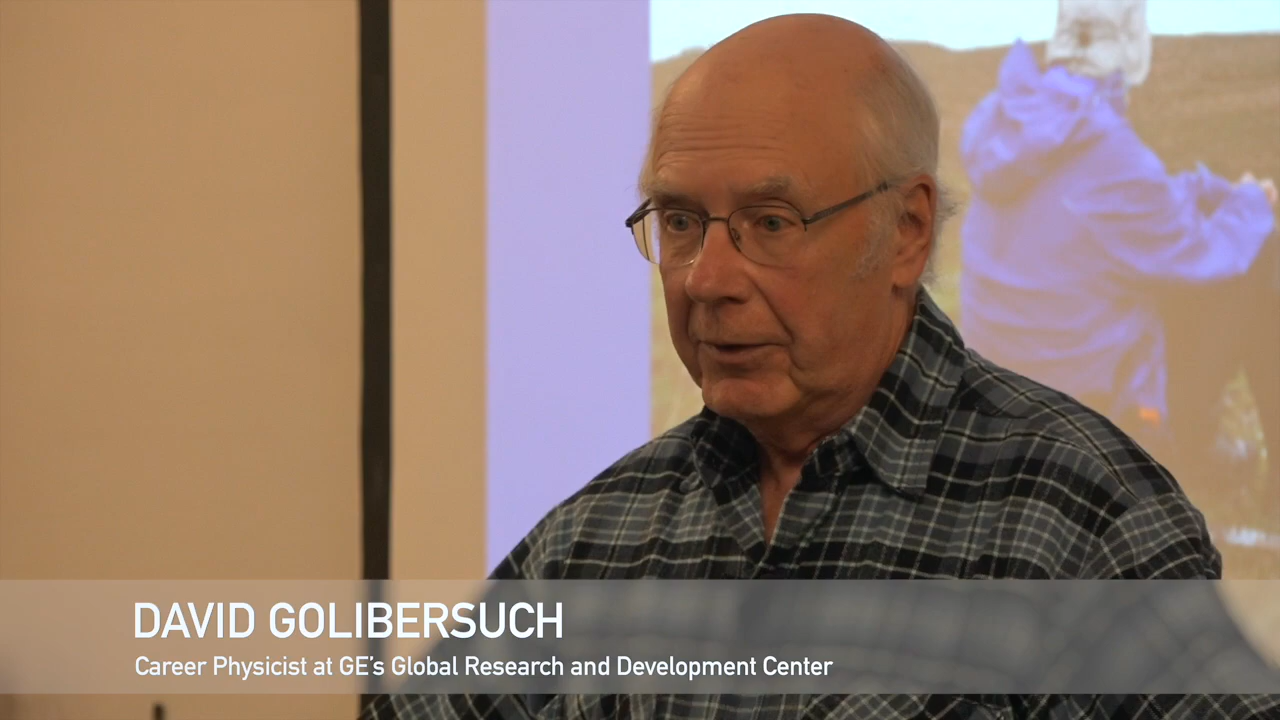 DAVID GOLIBERSUCH
Career Physicist at GE's Global Research and Development Center